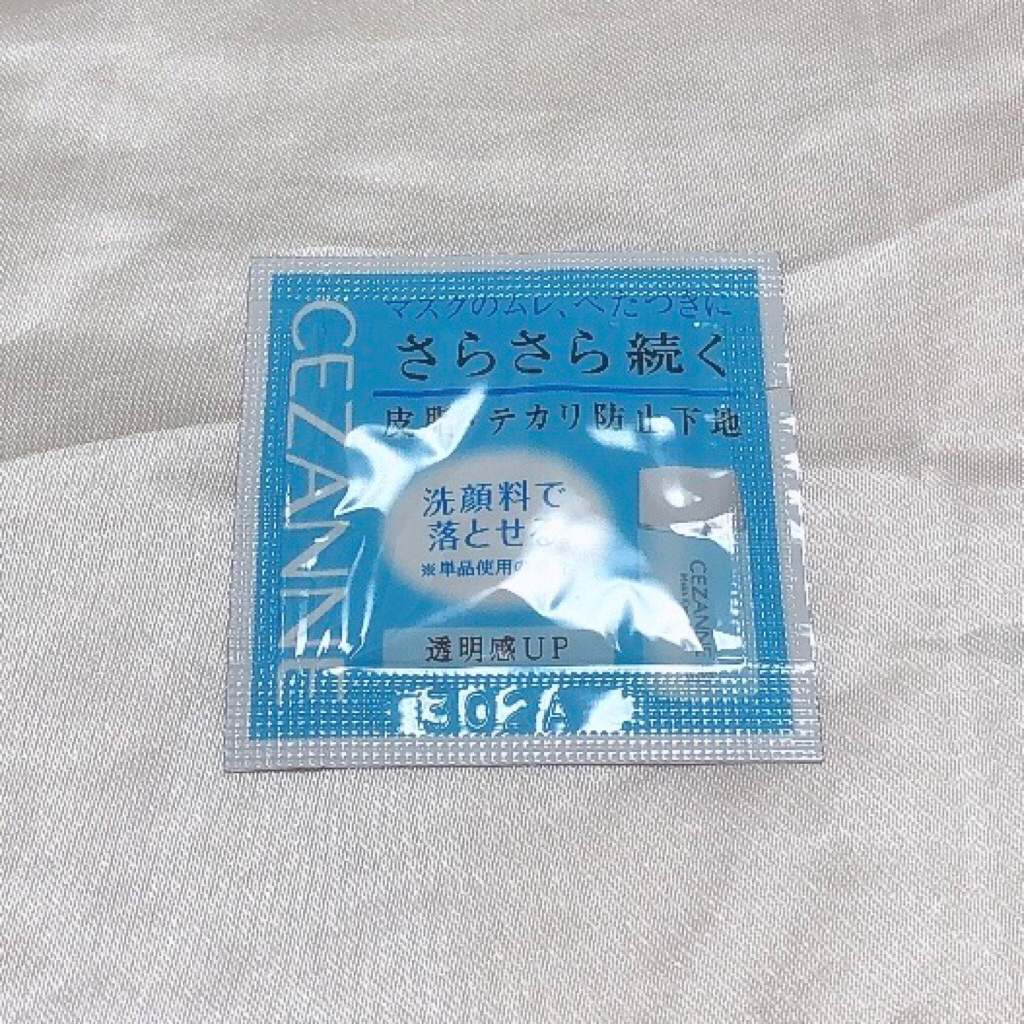 CEZANNE
マスクのムレ、べたつきに
さらさら続く
皮脂テカリ防止下地
洗顔料で
落とせる
※単品使用の
透明感UP
CEZANNE